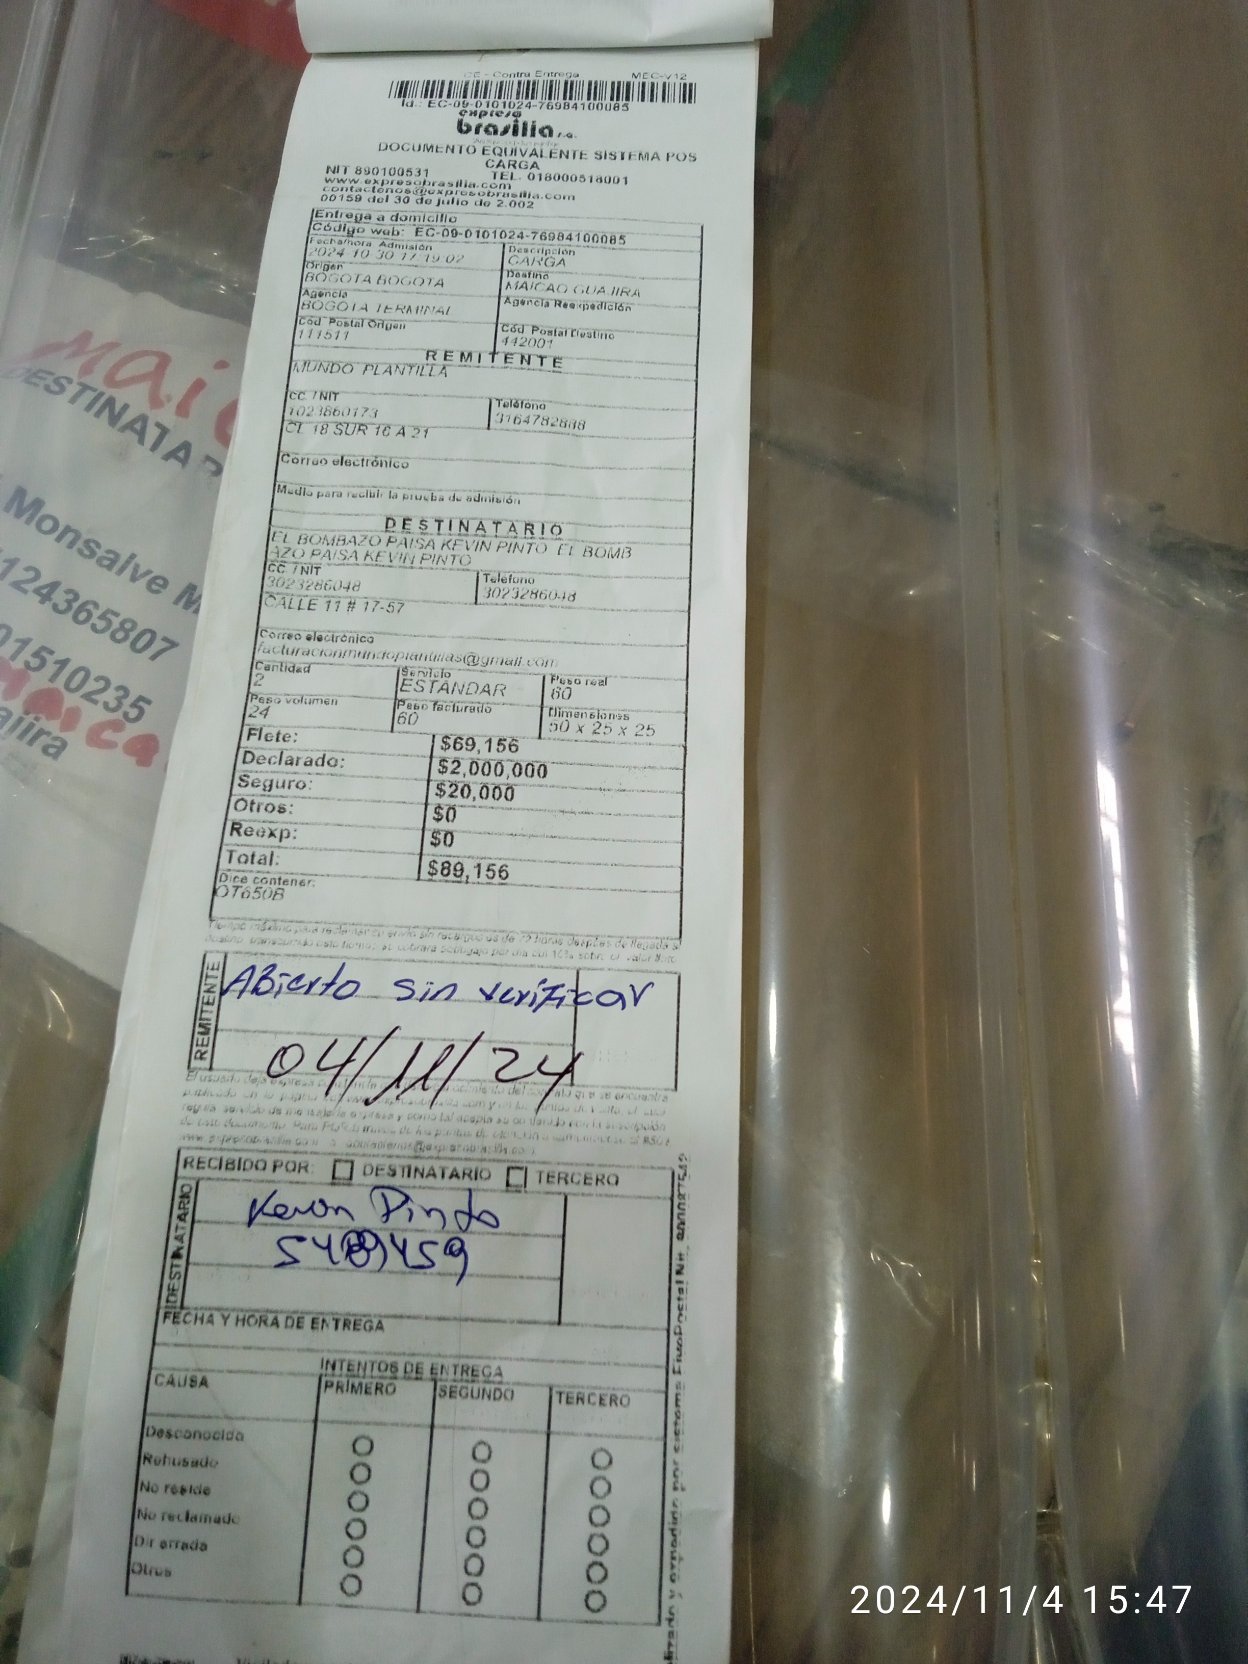 CE - Contra Entrega MEC-V12
Id.: EC-09-0101024-76984100085
expreso
brasilia s.a.
DOCUMENTO EQUIVALENTE SISTEMA POS
CARGA
NIT 890100531 TEL. 018000518001
www.expresobrasilia.com
contactenos@expresobrasilia.com
00159 del 30 de julio de 2.002
Entrega a domicilio
Código web: EC-09-0101024-76984100085
Fecha/hora Admisión Descripción
2024-10-30 17:19:02 CARGA
Origen Destino
BOGOTA BOGOTA MAICAO GUAJIRA
Agencia Agencia Reexpedición
BOGOTA TERMINAL
Cód. Postal Origen Cód. Postal Destino
111511 442001
REMITENTE
MUNDO PLANTILLA
CC / NIT Teléfono
1023860173 3164782888
CL 18 SUR 16 A 21
Correo electrónico
Medio para recibir la prueba de admisión
DESTINATARIO
EL BOMBAZO PAISA KEVIN PINTO EL BOMB
AZO PAISA KEVIN PINTO
CC / NIT Teléfono
3023286048 3023286048
CALLE 11 # 17-57
Correo electrónico
facturacionmundoplantillas@gmail.com
Cantidad Servicio Peso real
2 ESTANDAR 60
Peso volumen Peso facturado Dimensiones
24 60 50 x 25 x 25
Flete: $69,156
Declarado: $2,000,000
Seguro: $20,000
Otros: $0
Reexp: $0
Total: $89,156
Dice contener:
OT650B
REMITENTE
Abierto sin verificar
04/11/24
RECIBIDO POR: DESTINATARIO TERCERO
DESTINATARIO
Kevin Pinto
FECHA Y HORA DE ENTREGA
INTENTOS DE ENTREGA
CAUSA PRIMERO SEGUNDO TERCERO
Desconocido
Rehusado
No reside
No reclamado
Dir errada
Otros
DESTINATAR
Monsalve M
124365807
01510235
ajira
2024/11/4 15:47